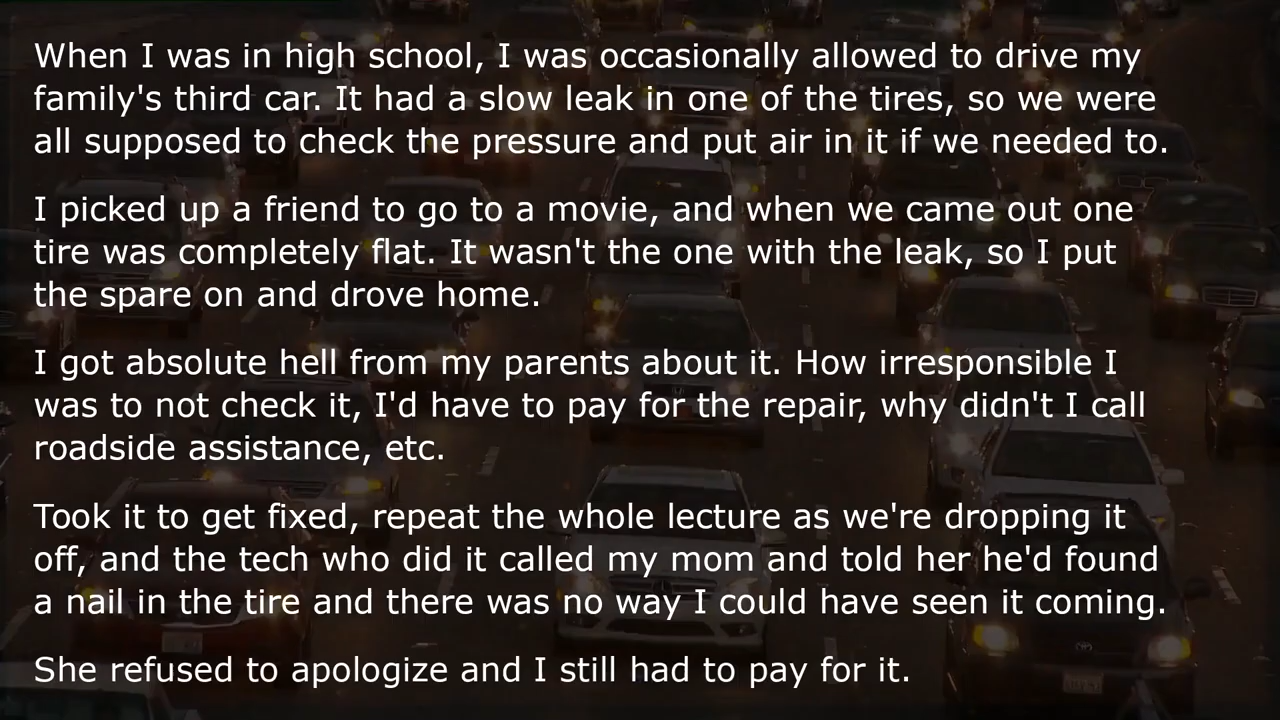 When I was in high school, I was occasionally allowed to drive my
family's third car. It had a slow leak in one of the tires, so we were
all supposed to check the pressure and put air in it if we needed to.
I picked up a friend to go to a movie, and when we came out one
tire was completely flat. It wasn't the one with the leak, so I put
the spare on and drove home.
I got absolute hell from my parents about it. How irresponsible I
was to not check it, I'd have to pay for the repair, why didn't I call
roadside assistance, etc.
Took it to get fixed, repeat the whole lecture as we're dropping it
off, and the tech who did it called my mom and told her he'd found
a nail in the tire and there was no way I could have seen it coming.
She refused to apologize and I still had to pay for it.